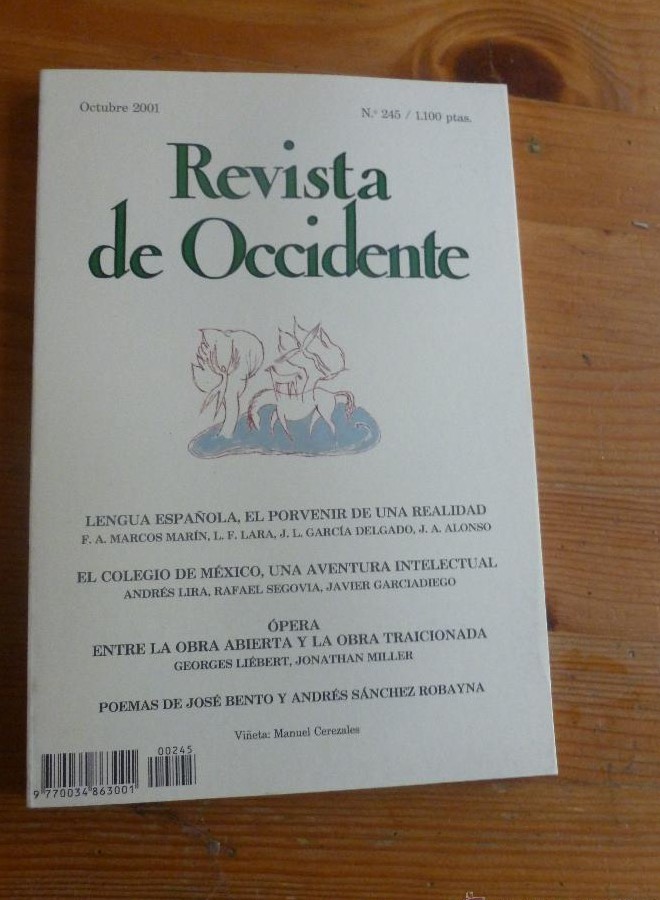 Octubre 2001
N.º 245 / 1.100 ptas.
Revista
de Occidente
LENGUA ESPAÑOLA, EL PORVENIR DE UNA REALIDAD
F. A. MARCOS MARÍN, L. F. LARA, J. L. GARCÍA DELGADO, J. A. ALONSO
EL COLEGIO DE MÉXICO, UNA AVENTURA INTELECTUAL
ANDRÉS LIRA, RAFAEL SEGOVIA, JAVIER GARCIADIEGO
ÓPERA
ENTRE LA OBRA ABIERTA Y LA OBRA TRAICIONADA
GEORGES LIÉBERT, JONATHAN MILLER
POEMAS DE JOSÉ BENTO Y ANDRÉS SÁNCHEZ ROBAYNA
Viñeta: Manuel Cerezales
00245
9 770034 863001